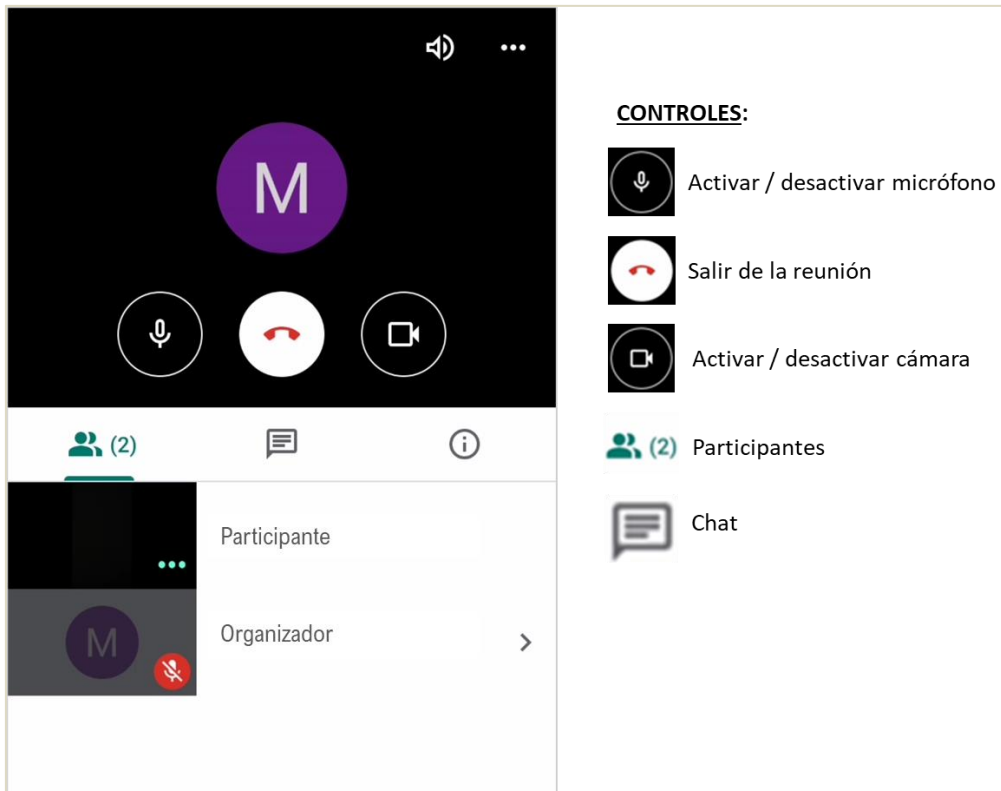 M
(2)
Participante
M
Organizador
CONTROLES:
Activar / desactivar micrófono
Salir de la reunión
Activar / desactivar cámara
(2) Participantes
Chat